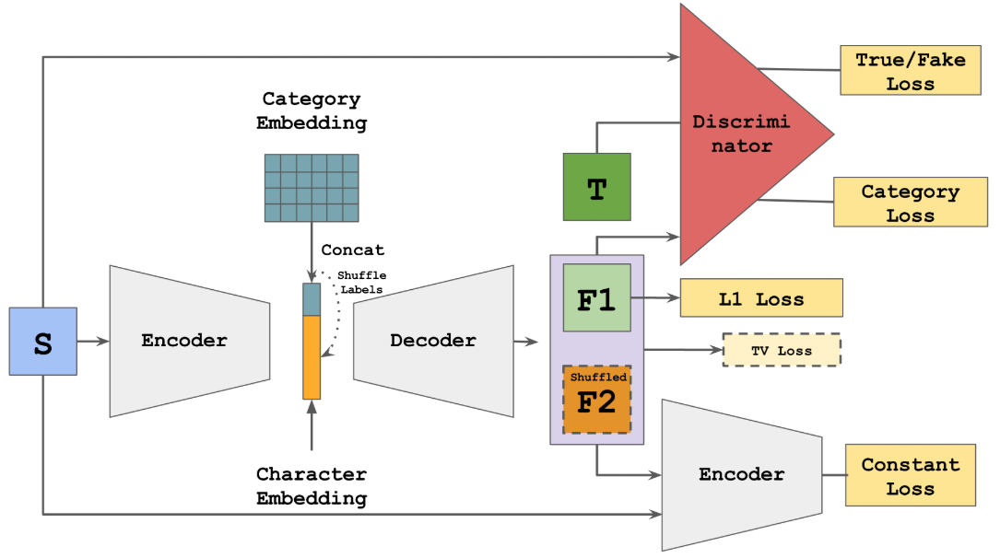 True/Fake
Loss
Category
Embedding
Discrimi
nator
T
Category
Loss
Concat
Shuffle
Labels
F1
L1 Loss
S
Encoder
Decoder
TV Loss
Shuffled
F2
Character
Embedding
Encoder
Constant
Loss